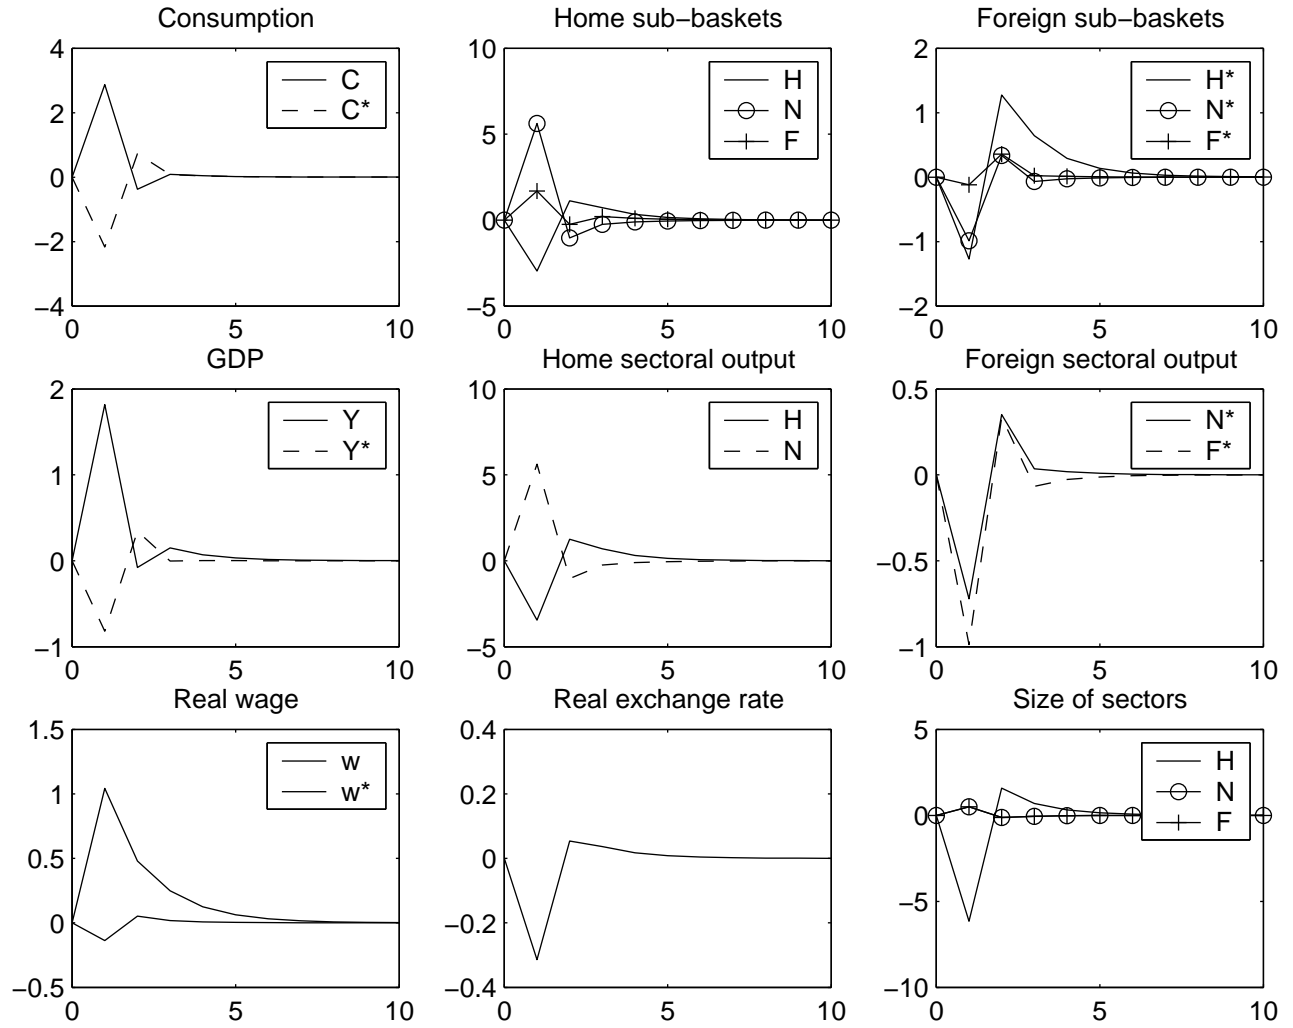 Consumption
4
2
0
−2
−4
0
5
10
C
C*
Home sub−baskets
10
5
0
−5
0
5
10
H
N
F
Foreign sub−baskets
2
1
0
−1
−2
0
5
10
H*
N*
F*
GDP
2
1
0
−1
0
5
10
Y
Y*
Home sectoral output
10
5
0
−5
0
5
10
H
N
Foreign sectoral output
0.5
0
−0.5
−1
0
5
10
N*
F*
Real wage
1.5
1
0.5
0
−0.5
0
5
10
w
w*
Real exchange rate
0.4
0.2
0
−0.2
−0.4
0
5
10
Size of sectors
5
0
−5
−10
0
5
10
H
N
F